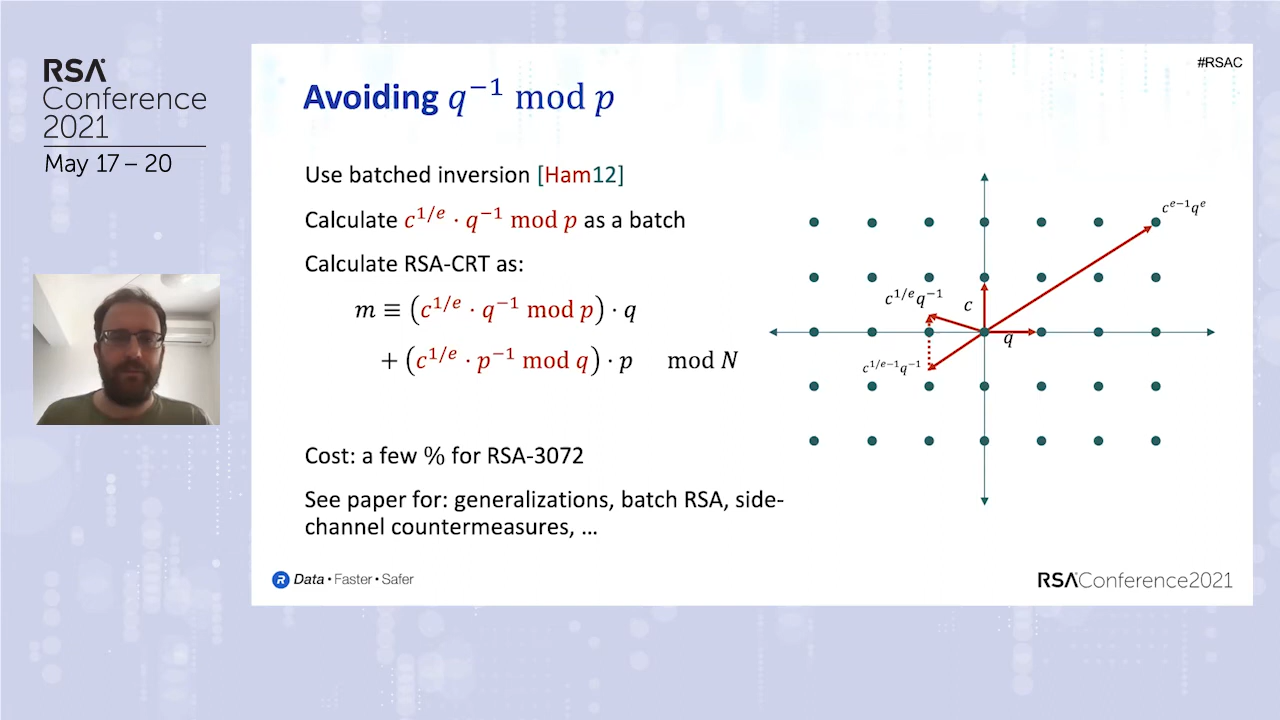 RSA
Conference
2021
May 17 – 20
#RSAC
Avoiding q⁻¹ mod p
Use batched inversion [Ham12]
Calculate c^{1/e} · q⁻¹ mod p as a batch
Calculate RSA-CRT as:
m ≡ (c^{1/e} · q⁻¹ mod p) · q
+ (c^{1/e} · p⁻¹ mod q) · p mod N
Cost: a few % for RSA-3072
See paper for: generalizations, batch RSA, side-
channel countermeasures, …
c^{e−1}q^e
c^{1/e}q⁻¹
c
q
c^{1/e−1}q⁻¹
R Data • Faster • Safer
RSAConference2021